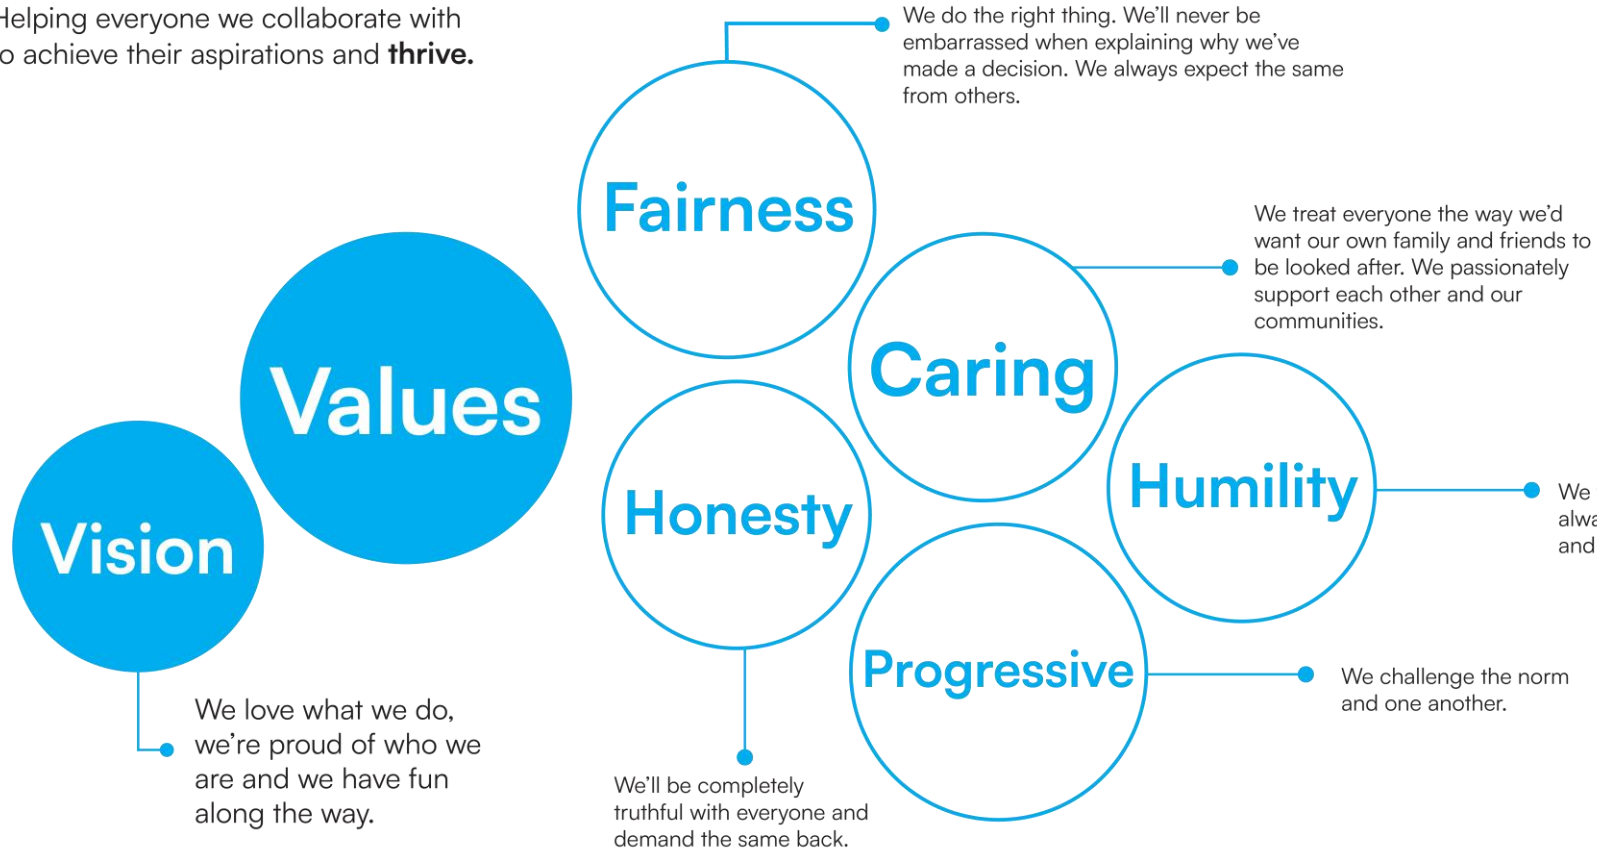 Helping everyone we collaborate with
to achieve their aspirations and thrive.
We do the right thing. We’ll never be
embarrassed when explaining why we’ve
made a decision. We always expect the same
from others.
Fairness
We treat everyone the way we’d
want our own family and friends to
be looked after. We passionately
support each other and our
communities.
Caring
Values
Humility
We
and
Honesty
Vision
Progressive
We challenge the norm
and one another.
We love what we do,
we’re proud of who we
are and we have fun
along the way.
We’ll be completely
truthful with everyone and
demand the same back.